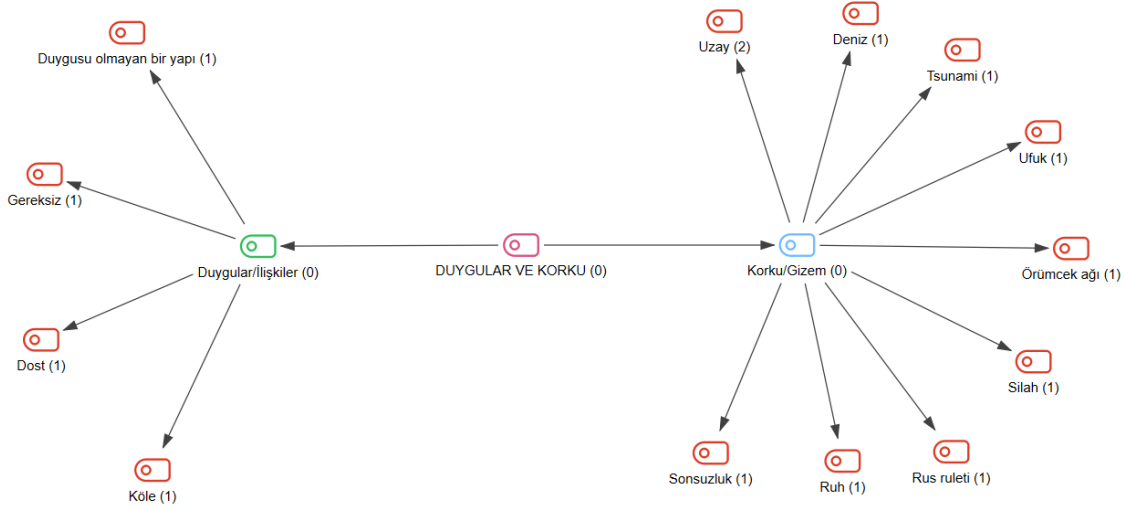 Duygusu olmayan bir yapı (1)
Uzay (2)
Deniz (1)
Tsunami (1)
Ufuk (1)
Gereksiz (1)
Duygular/İlişkiler (0)
DUYGULAR VE KORKU (0)
Korku/Gizem (0)
Örümcek ağı (1)
Dost (1)
Silah (1)
Köle (1)
Sonsuzluk (1)
Ruh (1)
Rus ruleti (1)